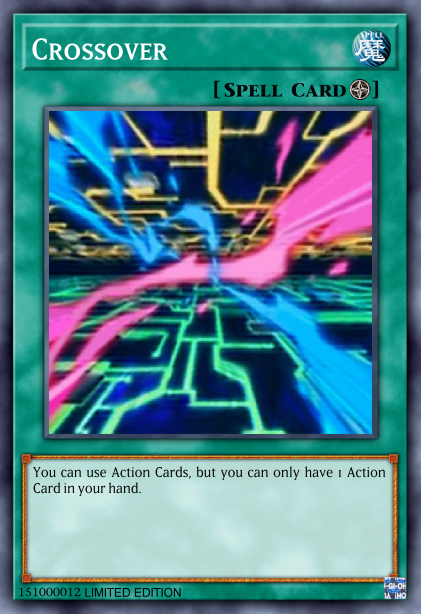 CROSSOVER
SPELL
魔
[SPELL CARD]
You can use Action Cards, but you can only have 1 Action
Card in your hand.
151000012 LIMITED EDITION